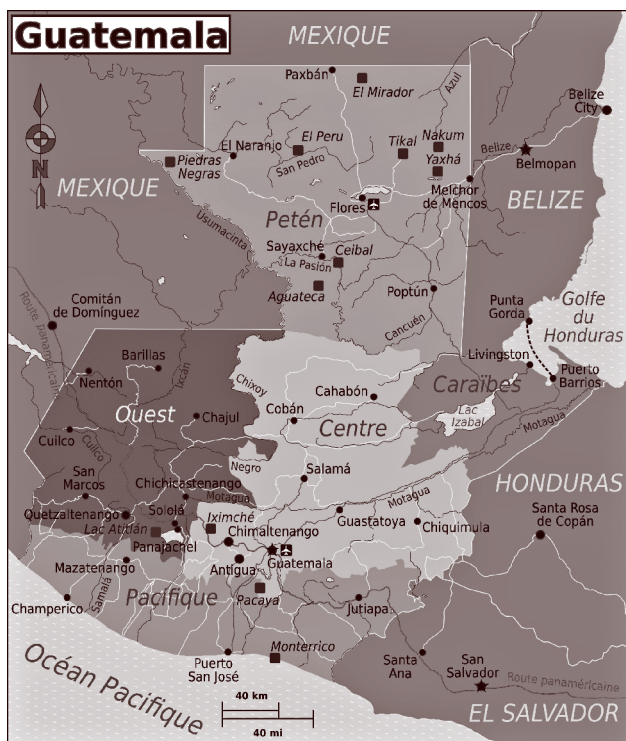 Guatemala
MEXIQUE
Paxbán
El Mirador
Azul
Belize
City
El Naranjo
El Peru
Tikal
Nakum
Yaxhá
Belize
Belmopan
Piedras
Negras
San Pedro
MEXIQUE
Flores
Melchor
de Mencos
BELIZE
Usumacinta
Petén
Sayaxché
Ceibal
La Pasión
Aguateca
Poptún
Comitán
de Domínguez
Route panaméricaine
Punta
Gorda
Golfe
du
Honduras
Cancuén
Barillas
Ixcán
Nentón
Chixoy
Livingston
Puerto
Barrios
Caraïbes
Cahabón
Ouest
Chajul
Cobán
Centre
Lac
Izabal
Motagua
Cuilco
Cuilco
Negro
Salamá
San
Marcos
Chichicastenango
Motagua
Motagua
HONDURAS
Quetzaltenango
Sololá
Iximché
Guastatoya
Chiquimula
Santa Rosa
de Copán
Lac Atitlán
Chimaltenango
Panajachel
Guatemala
Antigua
Mazatenango
Samala
Pacifique
Pacaya
Jutiapa
Champerico
Monterrico
Puerto
San José
Santa
Ana
San
Salvador
Route panaméricaine
Océan Pacifique
40 km
40 mi
EL SALVADOR